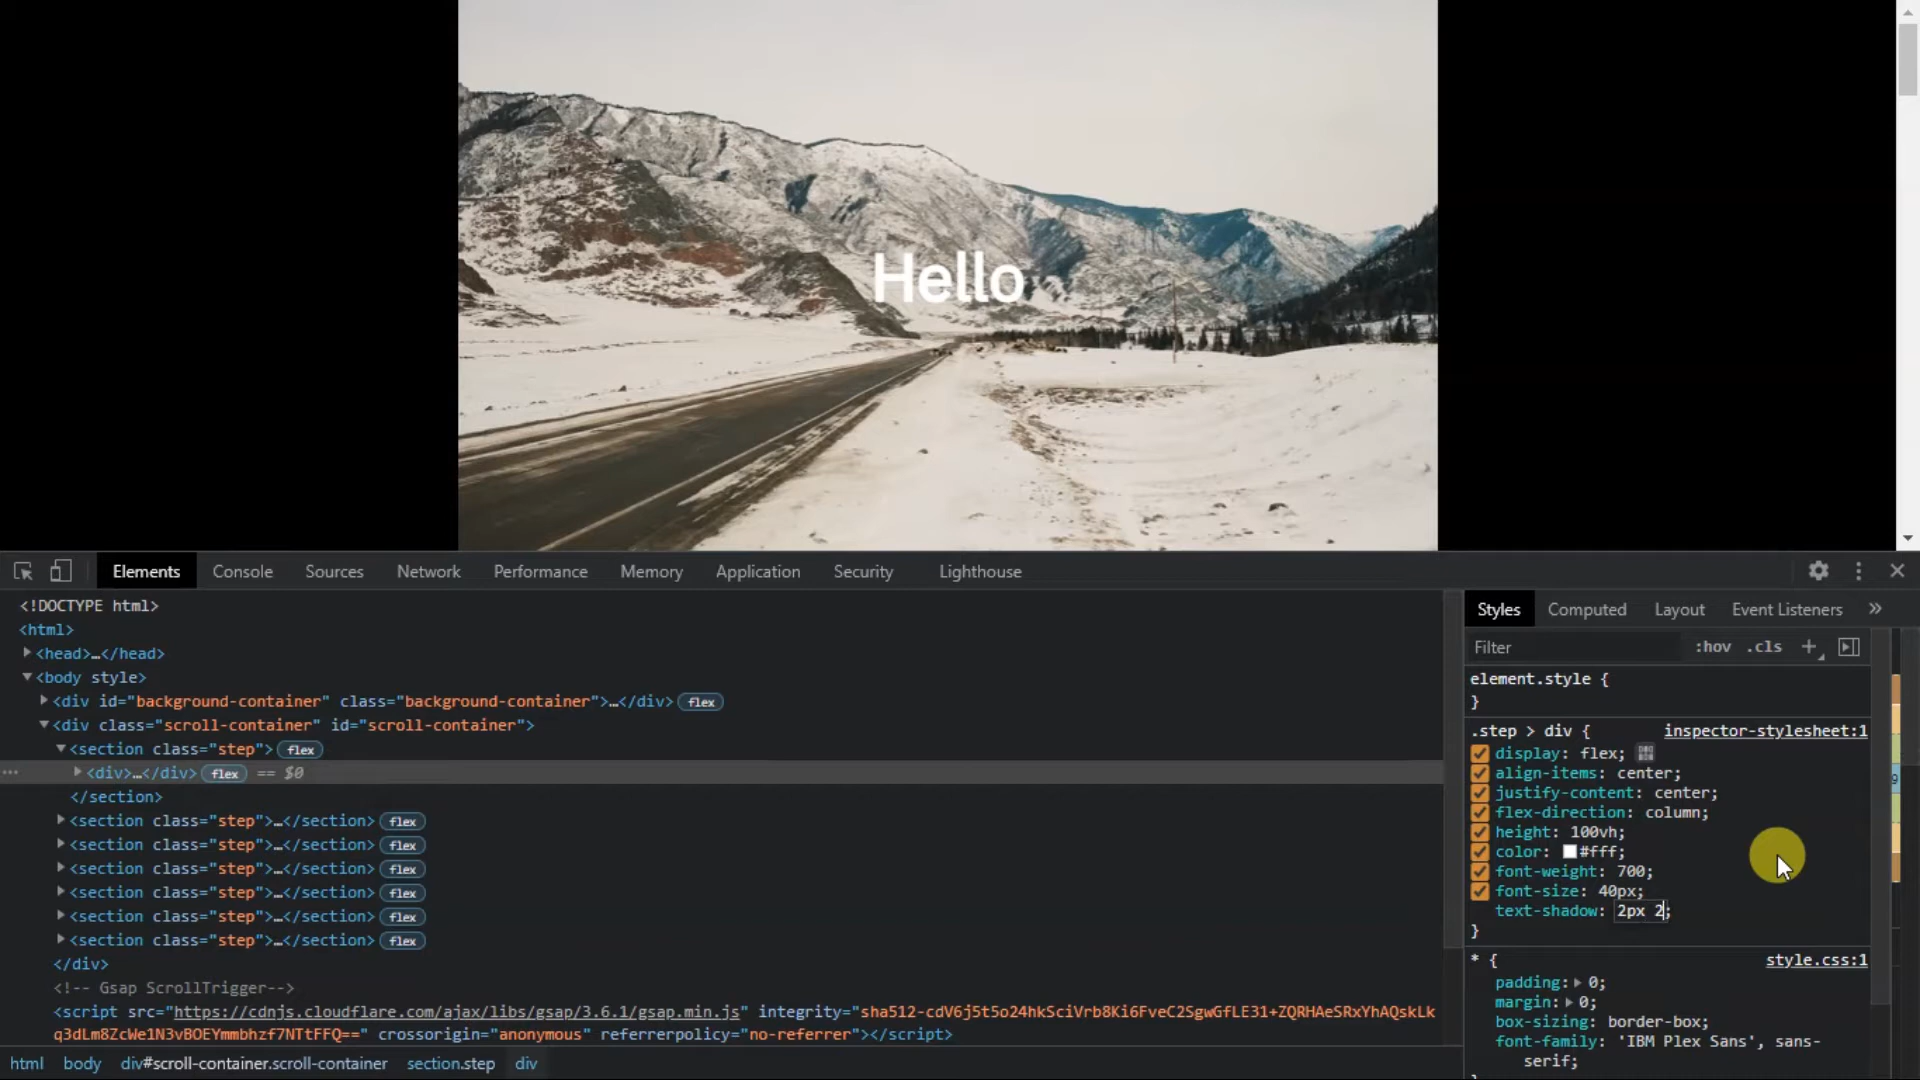 Hello
Elements Console Sources Network Performance Memory Application Security Lighthouse
<!DOCTYPE html>
<html>
<head>…</head>
<body style>
<div id="background-container" class="background-container">…</div> flex
<div class="scroll-container" id="scroll-container">
<section class="step"> flex
… <div>…</div> flex == $0
</section>
<section class="step">…</section> flex
<section class="step">…</section> flex
<section class="step">…</section> flex
<section class="step">…</section> flex
<section class="step">…</section> flex
<section class="step">…</section> flex
</div>
<!-- Gsap ScrollTrigger-->
<script src="https://cdnjs.cloudflare.com/ajax/libs/gsap/3.6.1/gsap.min.js" integrity="sha512-cdV6j5t5o24hkSciVrb8Ki6FveC2SgwGfLE31+ZQRHAeSRxYhAQskLk
q3dLm8ZcWe1N3vBOEYmmbhzf7NTtFFQ==" crossorigin="anonymous" referrerpolicy="no-referrer"></script>
html body div#scroll-container.scroll-container section.step div
Styles Computed Layout Event Listeners »
Filter :hov .cls +
element.style {
}
.step > div { inspector-stylesheet:1
display: flex;
align-items: center;
justify-content: center;
flex-direction: column;
height: 100vh;
color: #fff;
font-weight: 700;
font-size: 40px;
text-shadow: 2px 2;
}
* { style.css:1
padding: 0;
margin: 0;
box-sizing: border-box;
font-family: 'IBM Plex Sans', sans-
serif;